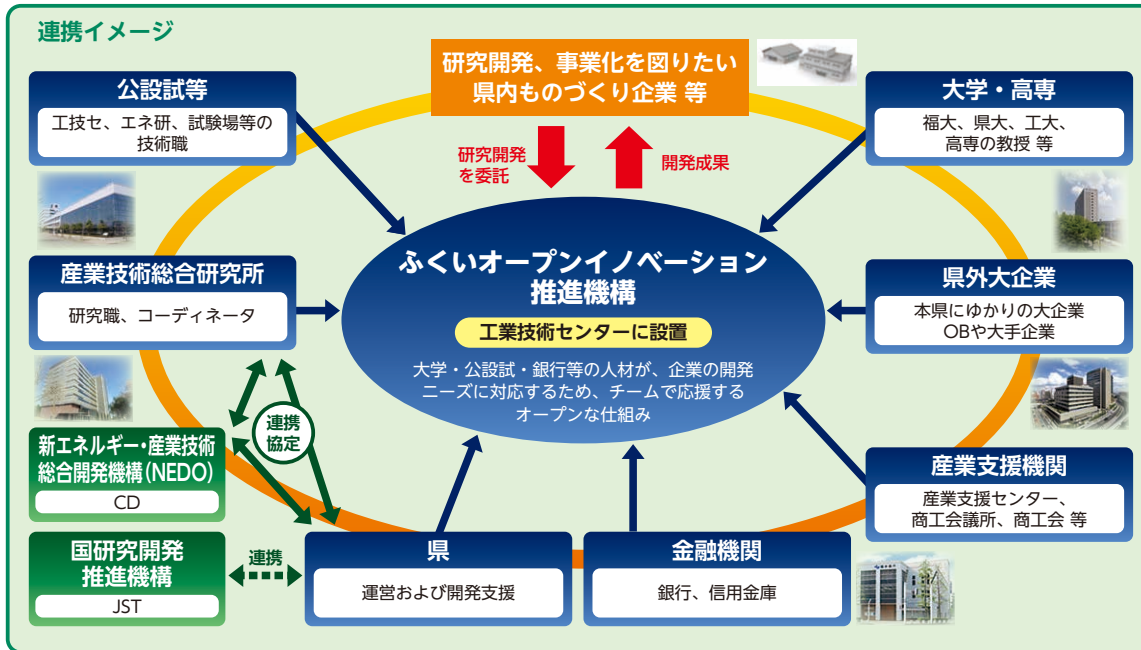 連携イメージ
研究開発、事業化を図りたい
県内ものづくり企業 等
公設試等
工技セ、エネ研、試験場等の
技術職
大学・高専
福大、県大、工大、
高専の教授 等
研究開発
を委託
開発成果
産業技術総合研究所
研究職、コーディネータ
ふくいオープンイノベーション
推進機構
工業技術センターに設置
大学・公設試・銀行等の人材が、企業の開発
ニーズに対応するため、チームで応援する
オープンな仕組み
県外大企業
本県にゆかりの大企業
OBや大手企業
連携
協定
新エネルギー・産業技術
総合開発機構(NEDO)
CD
産業支援機関
産業支援センター、
商工会議所、商工会 等
国研究開発
推進機構
JST
連携
県
運営および開発支援
金融機関
銀行、信用金庫